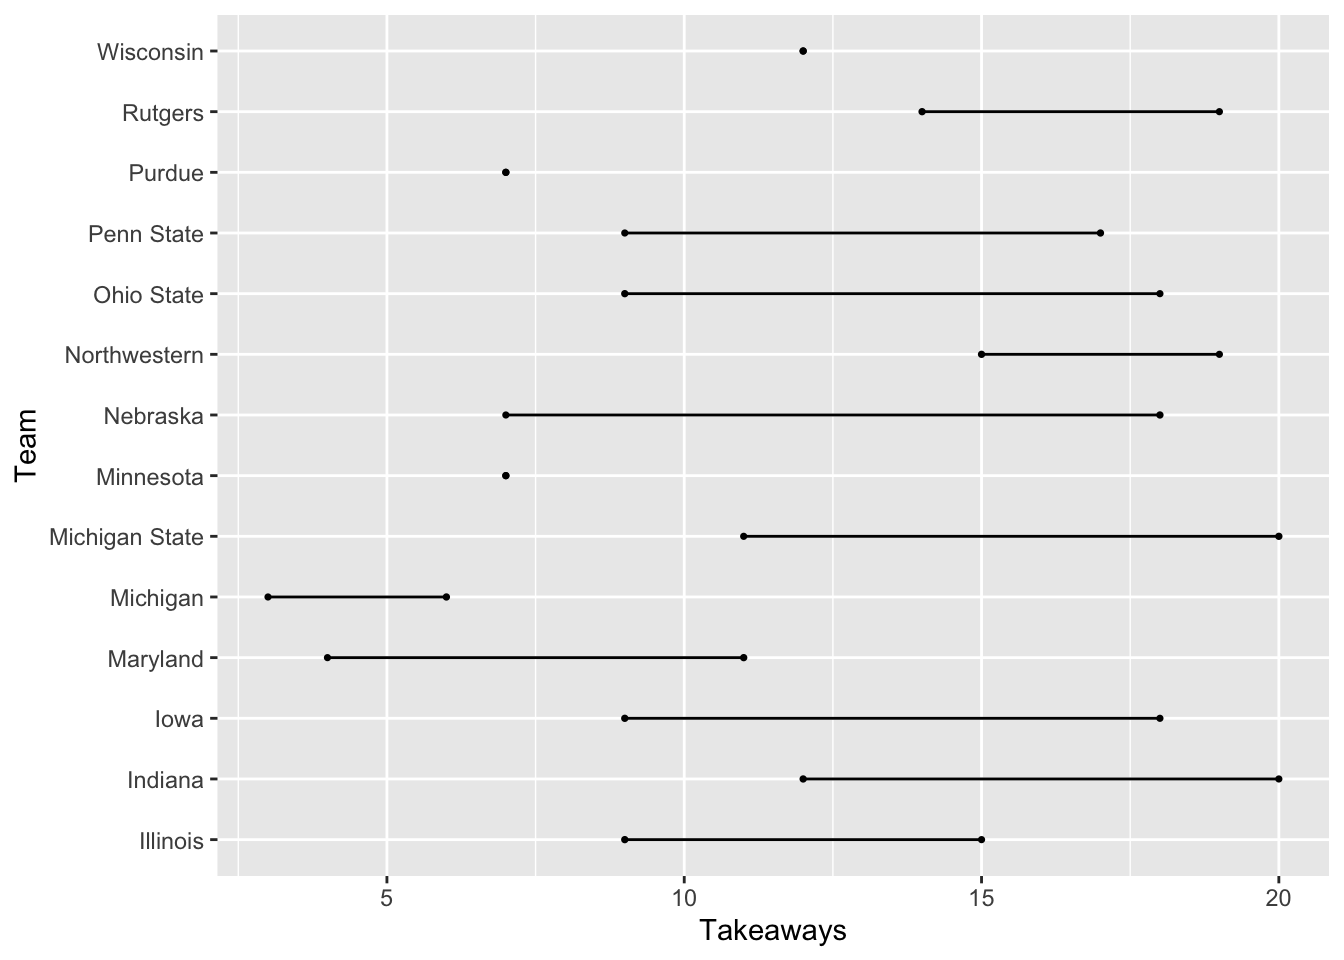 Wisconsin
Rutgers
Purdue
Penn State
Ohio State
Northwestern
Nebraska
Minnesota
Michigan State
Michigan
Maryland
Iowa
Indiana
Illinois
Team
5 10 15 20
Takeaways